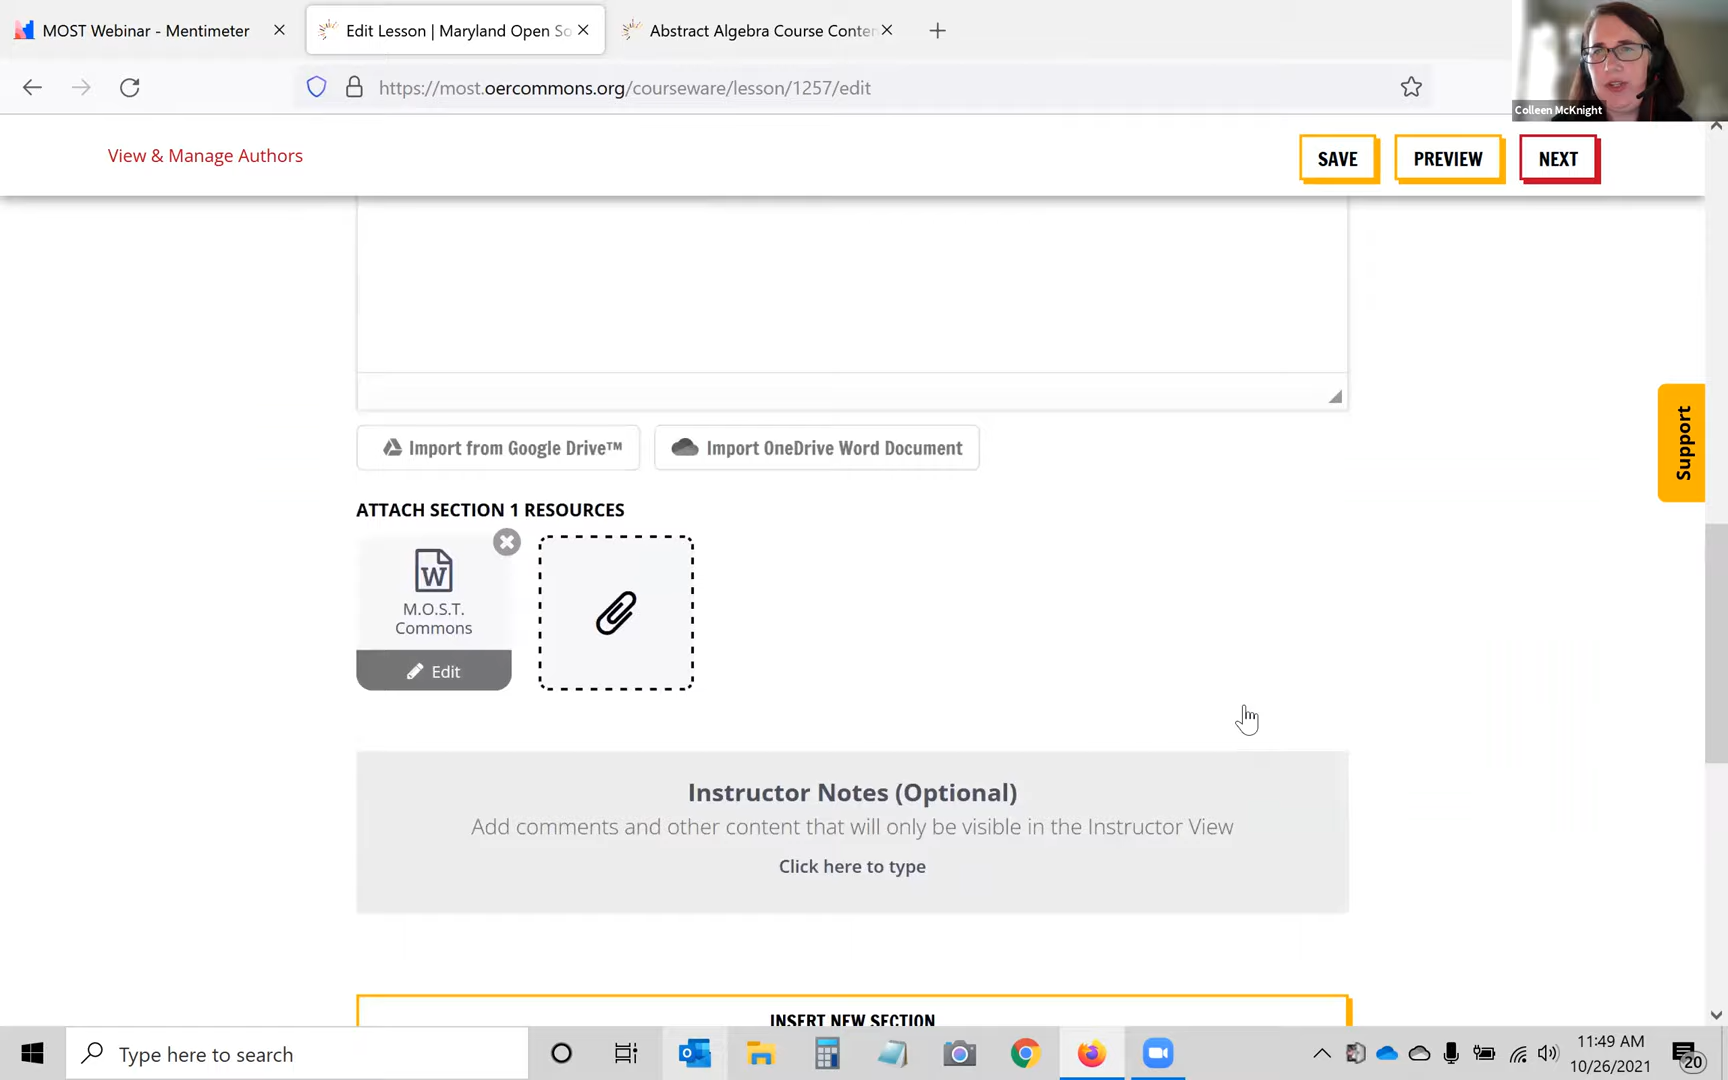 MOST Webinar - Mentimeter
Edit Lesson | Maryland Open So
Abstract Algebra Course Conten
https://most.oercommons.org/courseware/lesson/1257/edit
Colleen McKnight
View & Manage Authors
SAVE
PREVIEW
NEXT
Support
Import from Google Drive™
Import OneDrive Word Document
ATTACH SECTION 1 RESOURCES
W
M.O.S.T.
Commons
Edit
Instructor Notes (Optional)
Add comments and other content that will only be visible in the Instructor View
Click here to type
INSERT NEW SECTION
Type here to search
11:49 AM
10/26/2021
20